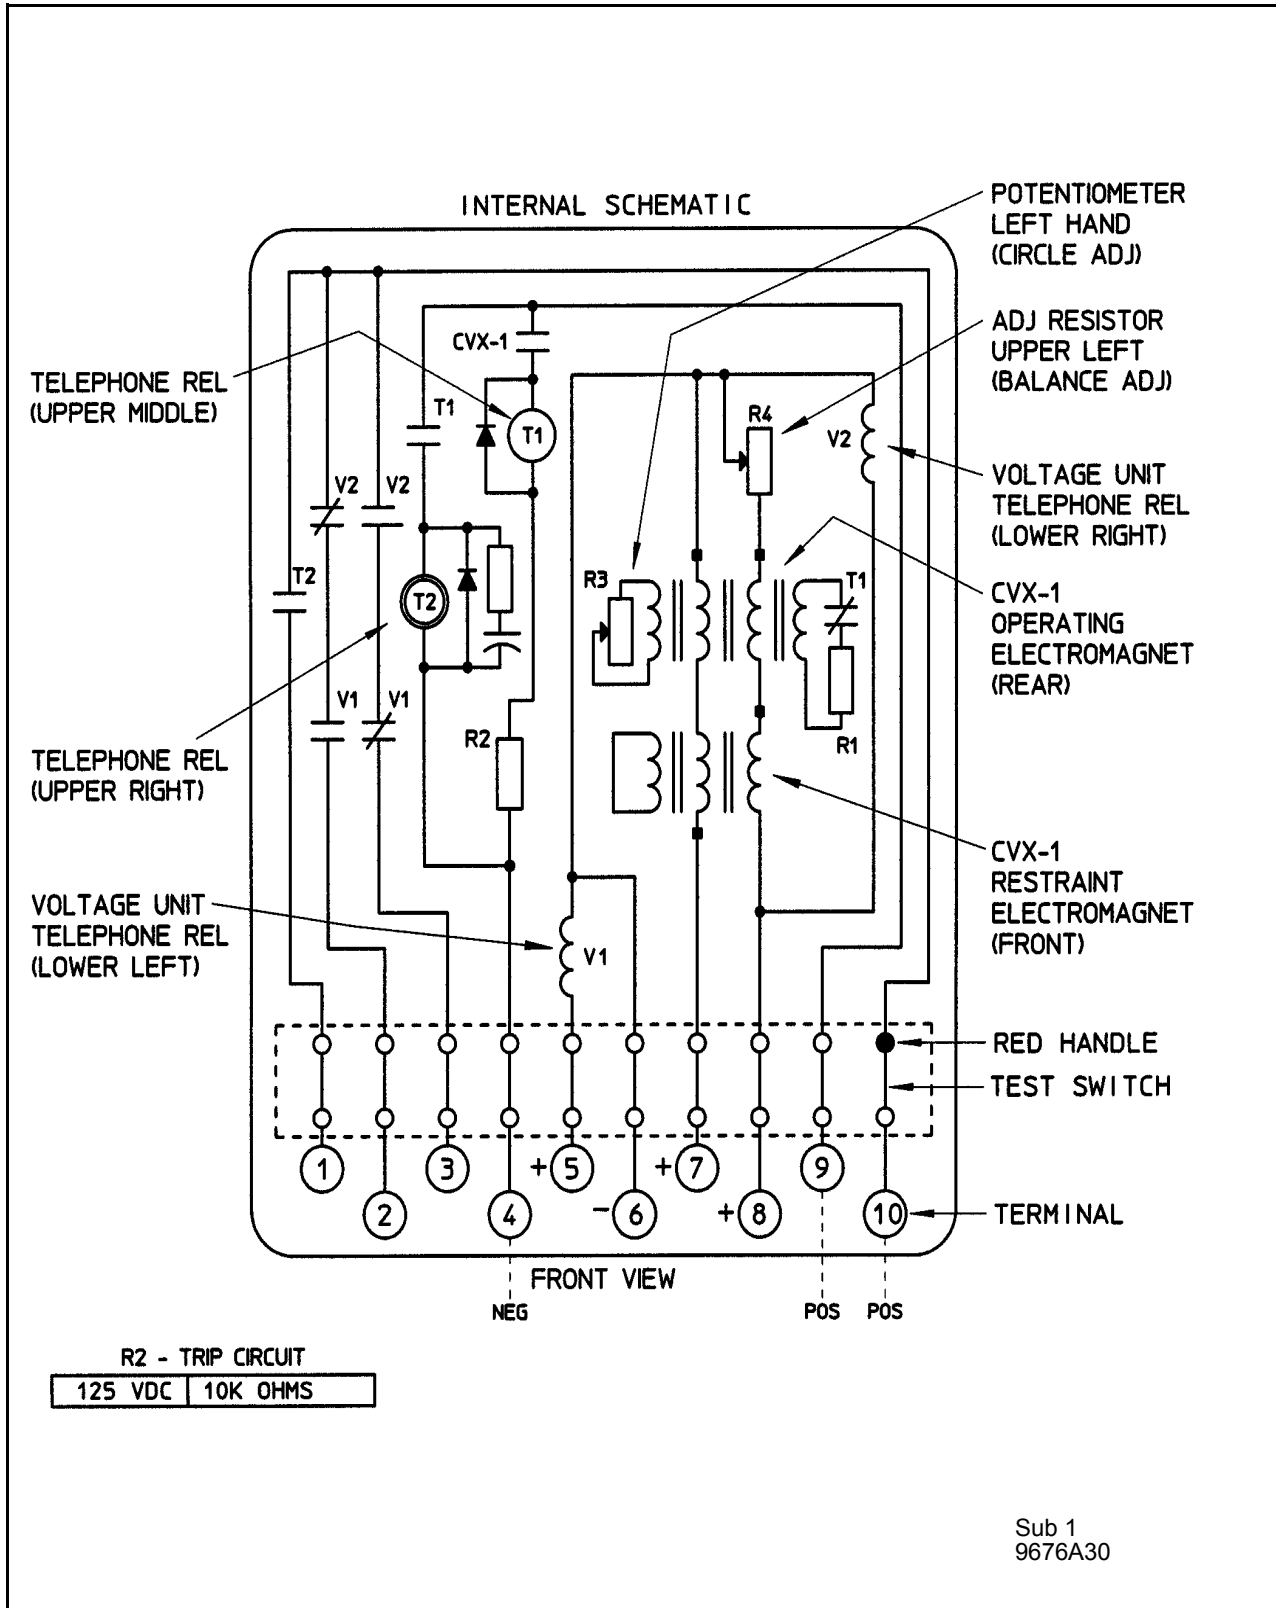 INTERNAL SCHEMATIC
POTENTIOMETER
LEFT HAND
(CIRCLE ADJ)
ADJ RESISTOR
UPPER LEFT
(BALANCE ADJ)
TELEPHONE REL
(UPPER MIDDLE)
CVX-1
T1
T1
R4
V2
VOLTAGE UNIT
TELEPHONE REL
(LOWER RIGHT)
V2
V2
T2
T2
R3
T1
CVX-1
OPERATING
ELECTROMAGNET
(REAR)
V1
V1
R2
R1
TELEPHONE REL
(UPPER RIGHT)
CVX-1
RESTRAINT
ELECTROMAGNET
(FRONT)
VOLTAGE UNIT
TELEPHONE REL
(LOWER LEFT)
V1
RED HANDLE
TEST SWITCH
1
3
+ 5
+ 7
9
2
4
- 6
+ 8
10
TERMINAL
FRONT VIEW
NEG
POS
POS
R2 - TRIP CIRCUIT
125 VDC 10K OHMS
Sub 1
9676A30